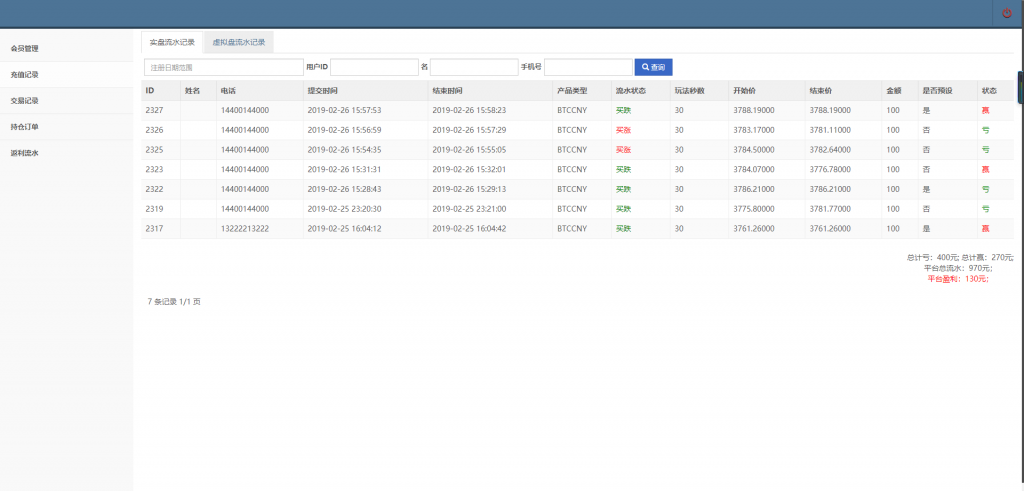 会员管理
充值记录
交易记录
持仓订单
返利流水
实盘流水记录 虚拟盘流水记录
注册日期范围 用户ID 名 手机号 查询
ID 姓名 电话 提交时间 结束时间 产品类型 流水状态 玩法秒数 开始价 结束价 金额 是否预设 状态
2327 14400144000 2019-02-26 15:57:53 2019-02-26 15:58:23 BTCCNY 买跌 30 3788.19000 3788.19000 100 是 赢
2326 14400144000 2019-02-26 15:56:59 2019-02-26 15:57:29 BTCCNY 买涨 30 3783.17000 3781.11000 100 否 亏
2325 14400144000 2019-02-26 15:54:35 2019-02-26 15:55:05 BTCCNY 买涨 30 3784.50000 3782.64000 100 否 亏
2323 14400144000 2019-02-26 15:31:31 2019-02-26 15:32:01 BTCCNY 买跌 30 3784.07000 3776.78000 100 否 赢
2322 14400144000 2019-02-26 15:28:43 2019-02-26 15:29:13 BTCCNY 买跌 30 3786.21000 3786.21000 100 是 亏
2319 14400144000 2019-02-25 23:20:30 2019-02-25 23:21:00 BTCCNY 买跌 30 3775.80000 3781.77000 100 否 亏
2317 13222213222 2019-02-25 16:04:12 2019-02-25 16:04:42 BTCCNY 买跌 30 3761.26000 3761.26000 100 是 赢
总计亏：400元; 总计赢：270元;
平台总流水：970元;
平台盈利：130元;
7 条记录 1/1 页